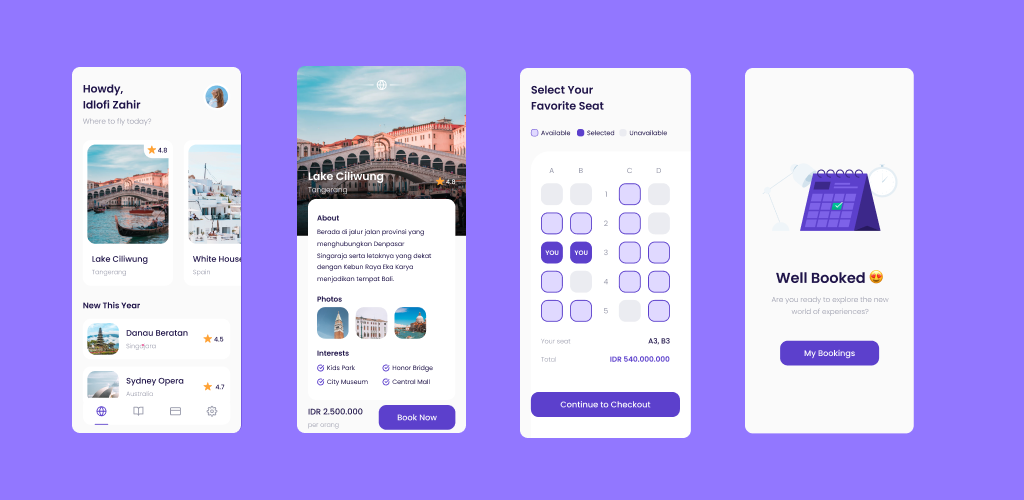 Howdy,
Idlofi Zahir
Where to fly today?
4.8
Lake Ciliwung
Tangerang
White House
Spain
New This Year
Danau Beratan
Singajara
4.5
Sydney Opera
Australia
4.7
Lake Ciliwung
Tangerang
4.8
About
Berada di jalur jalan provinsi yang
menghubungkan Denpasar
Singaraja serta letaknya yang dekat
dengan Kebun Raya Eka Karya
menjadikan tempat Bali.
Photos
Interests
Kids Park
Honor Bridge
City Museum
Central Mall
IDR 2.500.000
per orang
Book Now
Select Your
Favorite Seat
Available Selected Unavailable
A B C D
1
2
YOU YOU 3
4
5
Your seat A3, B3
Total IDR 540.000.000
Continue to Checkout
Well Booked 😍
Are you ready to explore the new
world of experiences?
My Bookings